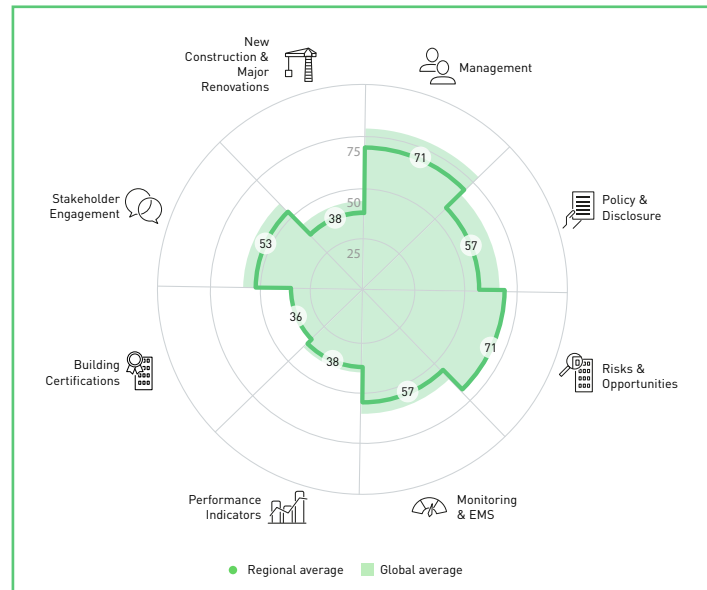 New
Construction &
Major
Renovations
Management
75
71
Stakeholder
Engagement
50
38
Policy &
Disclosure
53
57
25
36
71
Building
Certifications
38
57
Risks &
Opportunities
Performance
Indicators
Monitoring
& EMS
Regional average
Global average